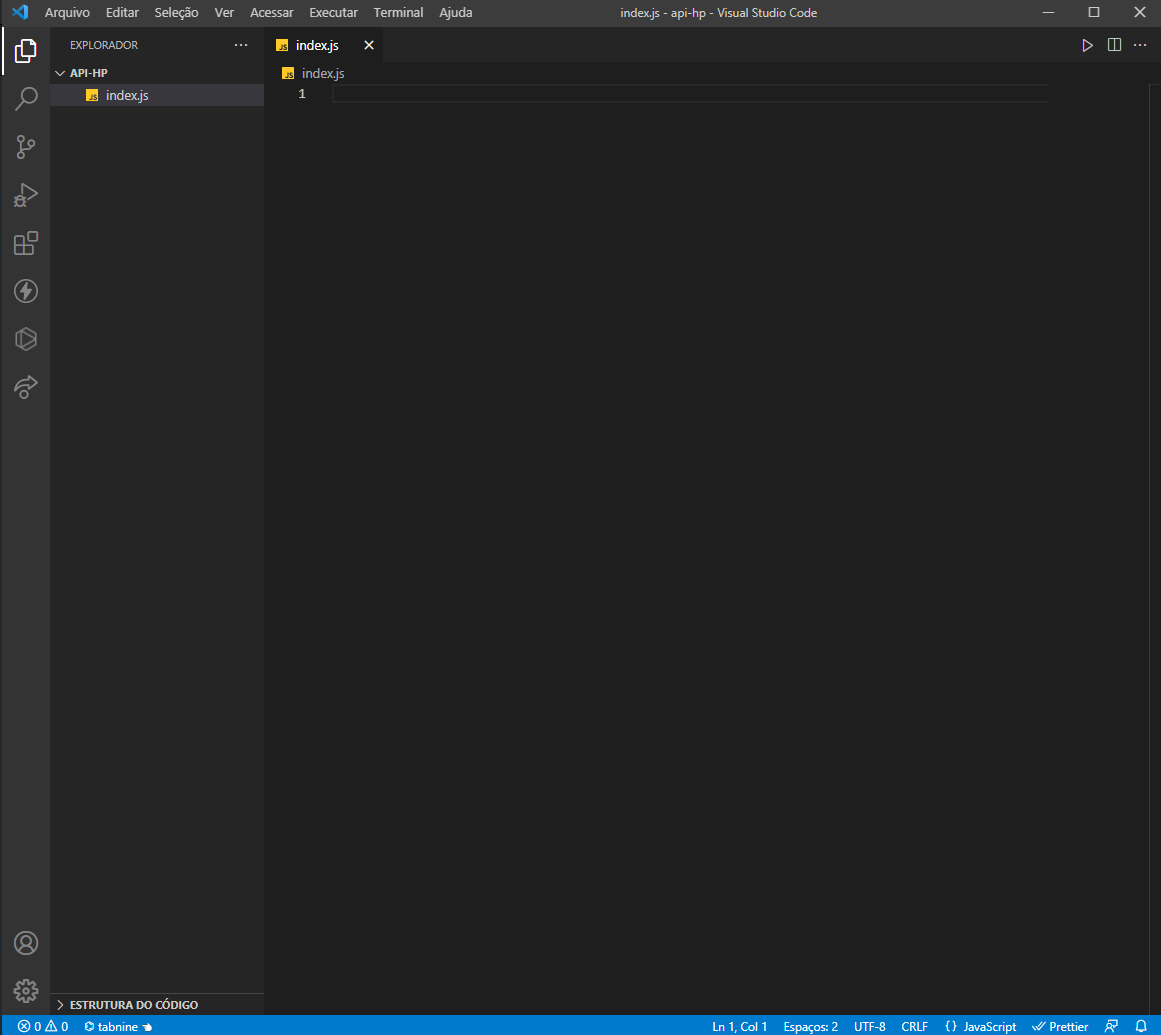 Arquivo Editar Seleção Ver Acessar Executar Terminal Ajuda index.js - api-hp - Visual Studio Code
EXPLORADOR
JS index.js
API-HP
JS index.js
JS index.js
1
ESTRUTURA DO CÓDIGO
0 0 tabnine Ln 1, Col 1 Espaços: 2 UTF-8 CRLF {} JavaScript Prettier